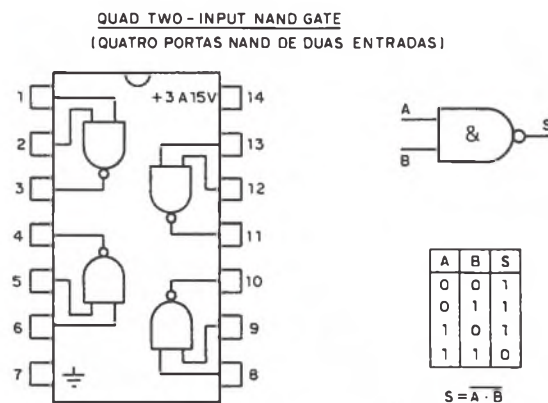 QUAD TWO-INPUT NAND GATE
(QUATRO PORTAS NAND DE DUAS ENTRADAS)
1 +3 A 15V 14
2 13
3 12
4 11
5 10
6 9
7 8
A
B
&
S
A B S
0 0 1
0 1 1
1 0 1
1 1 0
S = A̅ ̅·̅ ̅B̅